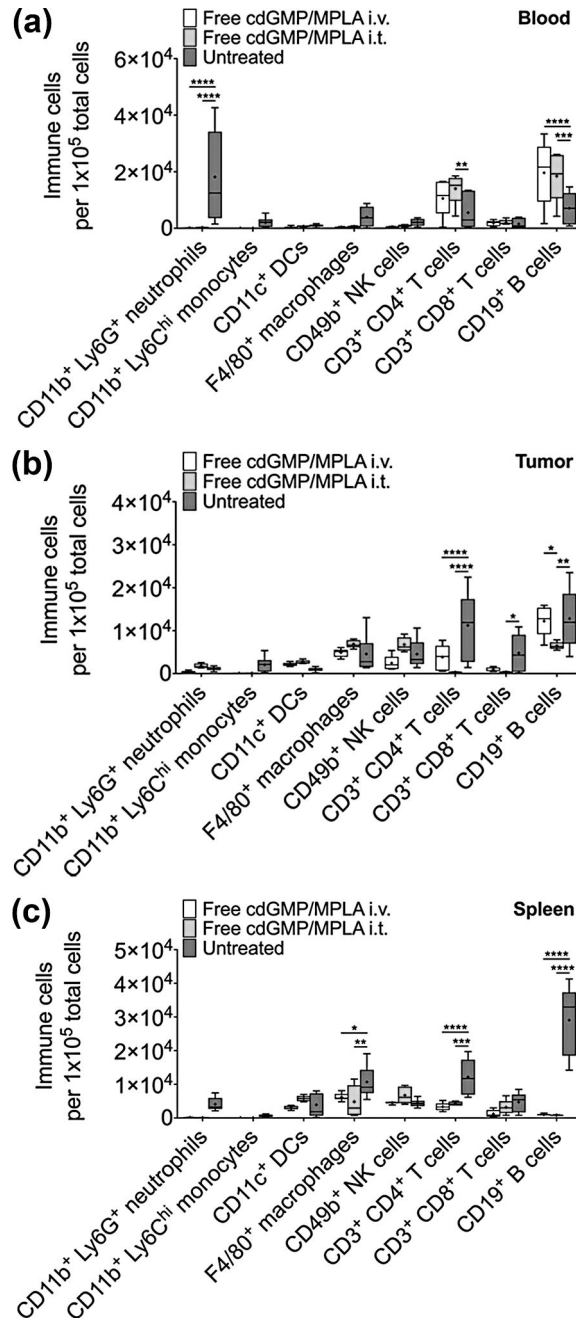 (a)
Free cdGMP/MPLA i.v.
Free cdGMP/MPLA i.t.
Untreated
Blood
Immune cells
per 1x10⁵ total cells
6×10⁴
4×10⁴
2×10⁴
0
****
****
**
****
***
CD11b⁺ Ly6G⁺ neutrophils
CD11b⁺ Ly6Cʰⁱ monocytes
CD11c⁺ DCs
F4/80⁺ macrophages
CD49b⁺ NK cells
CD3⁺ CD4⁺ T cells
CD3⁺ CD8⁺ T cells
CD19⁺ B cells
(b)
Free cdGMP/MPLA i.v.
Free cdGMP/MPLA i.t.
Untreated
Tumor
Immune cells
per 1x10⁵ total cells
4×10⁴
3×10⁴
2×10⁴
1×10⁴
0
****
****
*
*
**
CD11b⁺ Ly6G⁺ neutrophils
CD11b⁺ Ly6Cʰⁱ monocytes
CD11c⁺ DCs
F4/80⁺ macrophages
CD49b⁺ NK cells
CD3⁺ CD4⁺ T cells
CD3⁺ CD8⁺ T cells
CD19⁺ B cells
(c)
Free cdGMP/MPLA i.v.
Free cdGMP/MPLA i.t.
Untreated
Spleen
Immune cells
per 1x10⁵ total cells
5×10⁴
4×10⁴
3×10⁴
2×10⁴
1×10⁴
0
*
**
****
***
****
****
CD11b⁺ Ly6G⁺ neutrophils
CD11b⁺ Ly6Cʰⁱ monocytes
CD11c⁺ DCs
F4/80⁺ macrophages
CD49b⁺ NK cells
CD3⁺ CD4⁺ T cells
CD3⁺ CD8⁺ T cells
CD19⁺ B cells